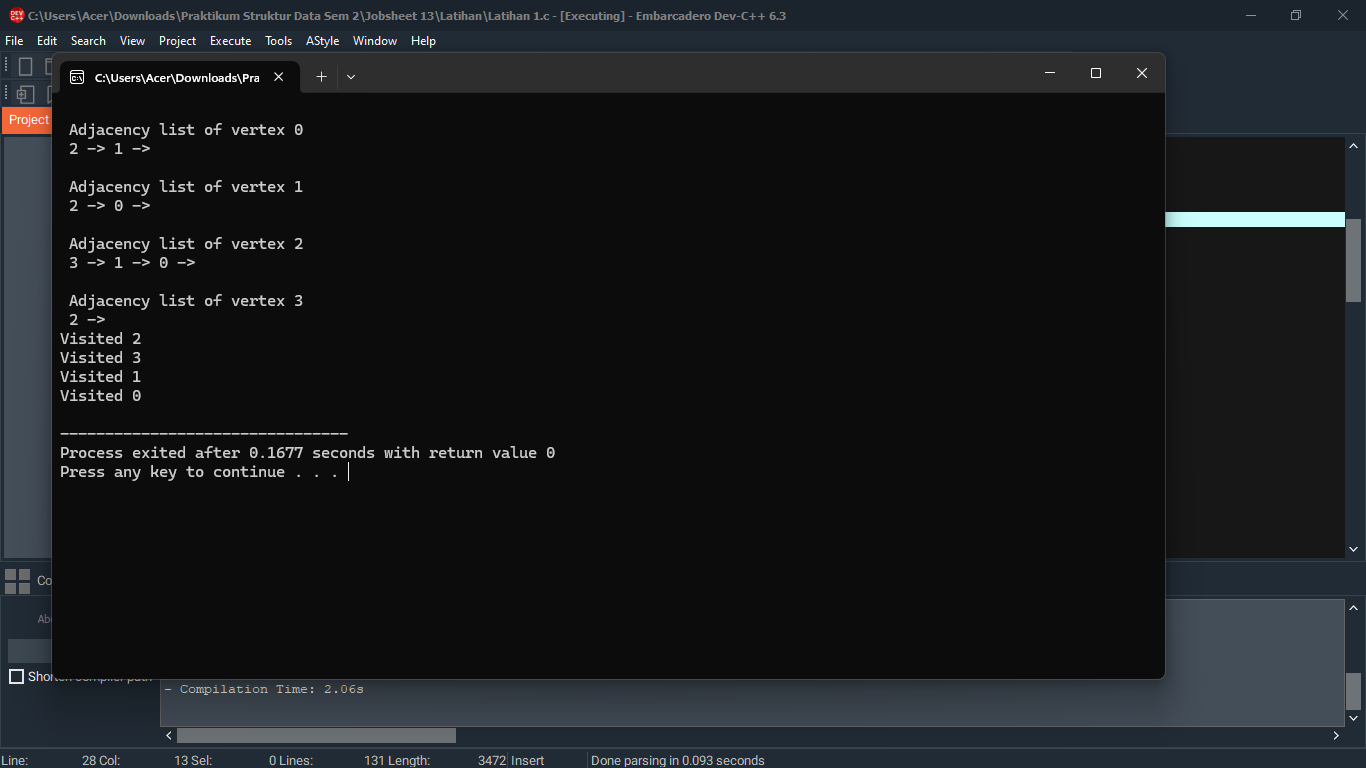 C:\Users\Acer\Downloads\Praktikum Struktur Data Sem 2\Jobsheet 13\Latihan\Latihan 1.c - [Executing] - Embarcadero Dev-C++ 6.3
File Edit Search View Project Execute Tools AStyle Window Help
C:\Users\Acer\Downloads\Pra
Project
Adjacency list of vertex 0
2 -> 1 ->
Adjacency list of vertex 1
2 -> 0 ->
Adjacency list of vertex 2
3 -> 1 -> 0 ->
Adjacency list of vertex 3
2 ->
Visited 2
Visited 3
Visited 1
Visited 0
--------------------------------
Process exited after 0.1677 seconds with return value 0
Press any key to continue . . .
- Compilation Time: 2.06s
Line: 28 Col: 13 Sel: 0 Lines: 131 Length: 3472 Insert Done parsing in 0.093 seconds